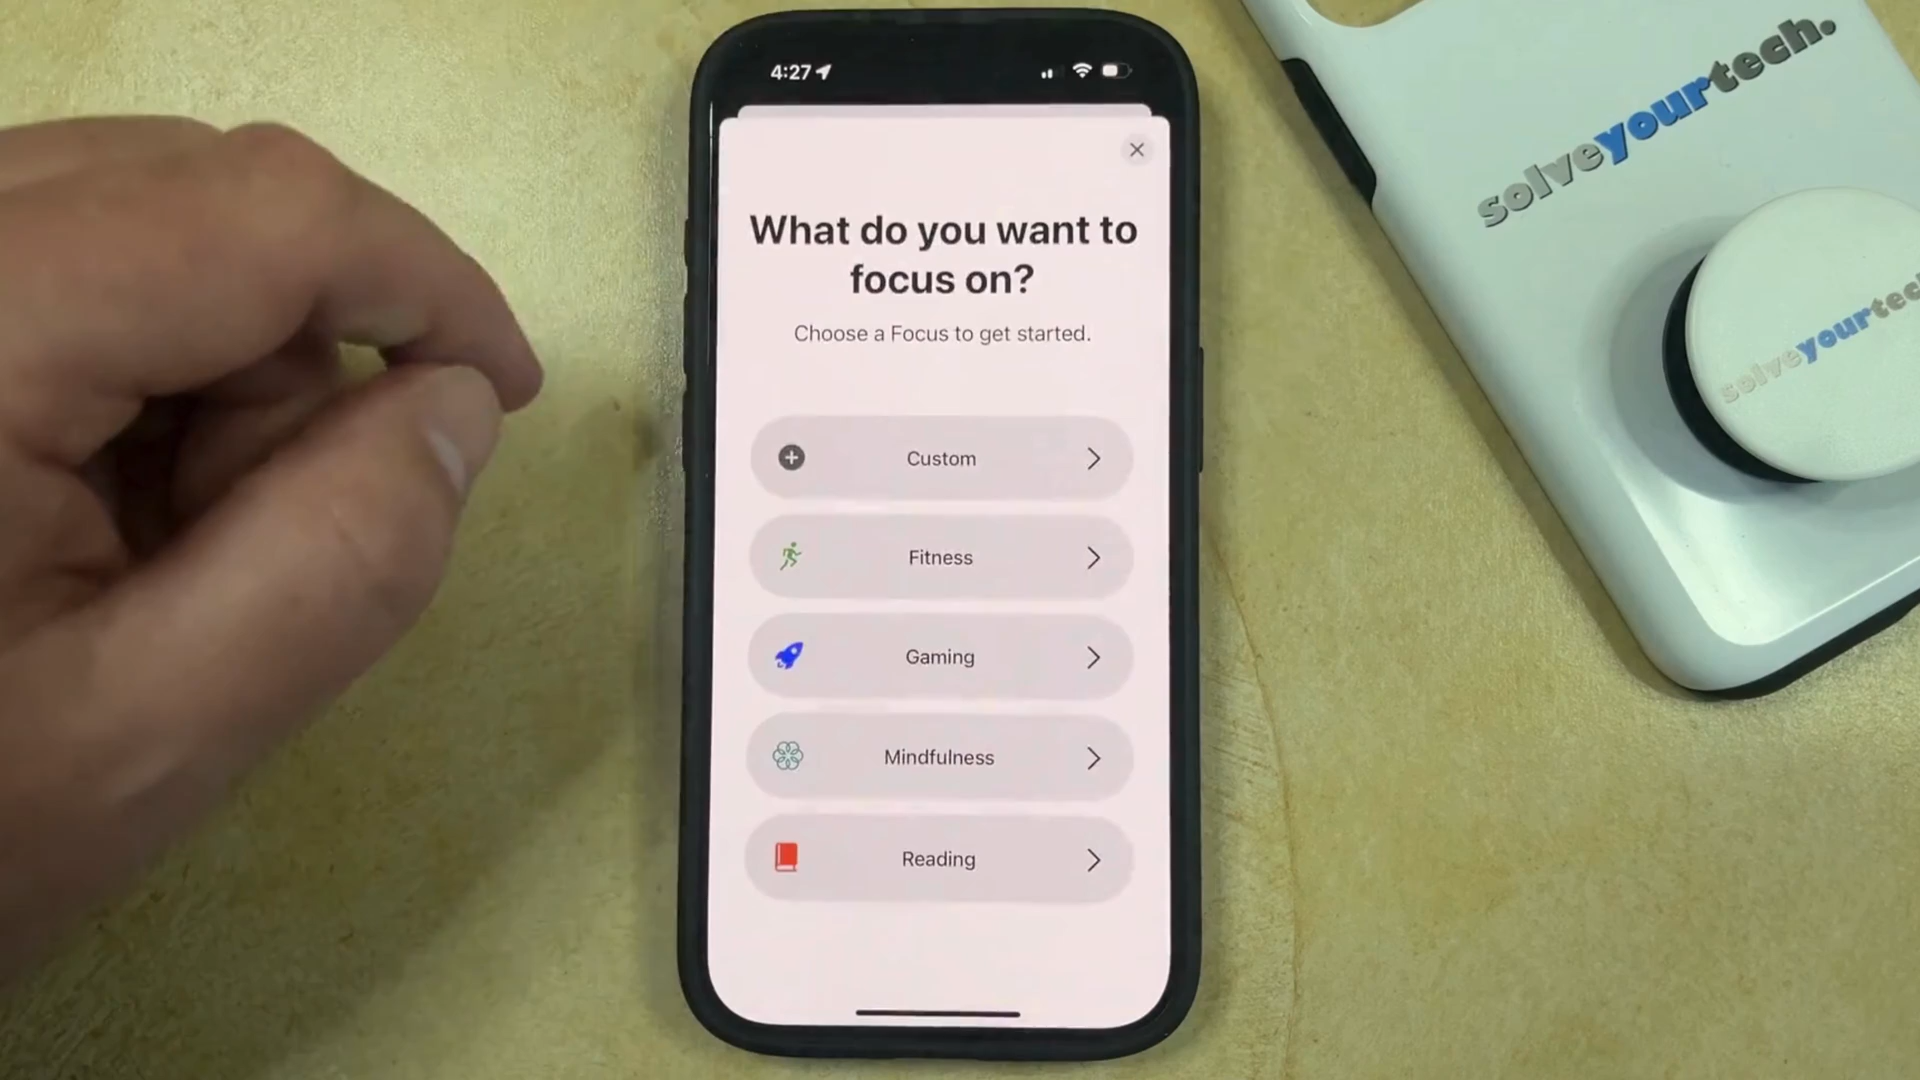 4:27
What do you want to
focus on?
Choose a Focus to get started.
Custom
Fitness
Gaming
Mindfulness
Reading
solveyourtech.
solveyourtec